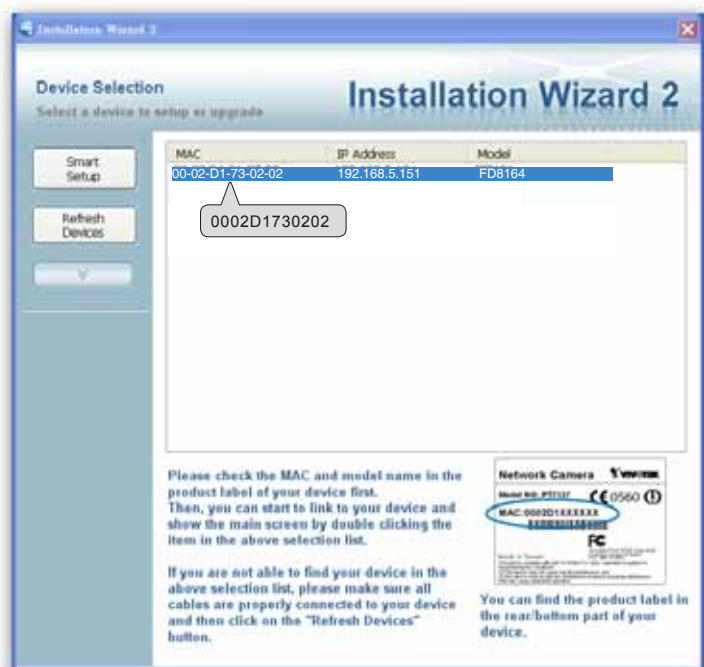 Installation Wizard 2
Device Selection
Select a device to setup or upgrade
Installation Wizard 2
Smart
Setup
Refresh
Devices
MAC IP Address Model
00-02-D1-73-02-02 192.168.5.151 FD8164
0002D1730202
Please check the MAC and model name in the
product label of your device first.
Then, you can start to link to your device and
show the main screen by double clicking the
item in the above selection list.
If you are not able to find your device in the
above selection list, please make sure all
cables are properly connected to your device
and then click on the "Refresh Devices"
button.
Network Camera VIVOTEK
Model NO: PT7137
CE 0560
MAC:0002D1XXXXXX
FC
You can find the product label in
the rear/bottom part of your
device.